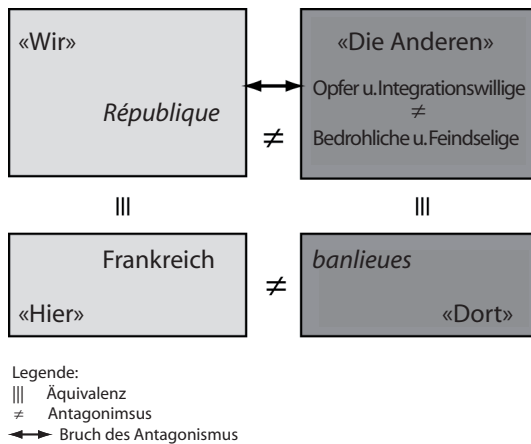 «Wir»
République
«Die Anderen»
Opfer u. Integrationswillige
≠
Bedrohliche u. Feindselige
≠
|||
|||
Frankreich
«Hier»
≠
banlieues
«Dort»
Legende:
||| Äquivalenz
≠ Antagonimsus
Bruch des Antagonismus